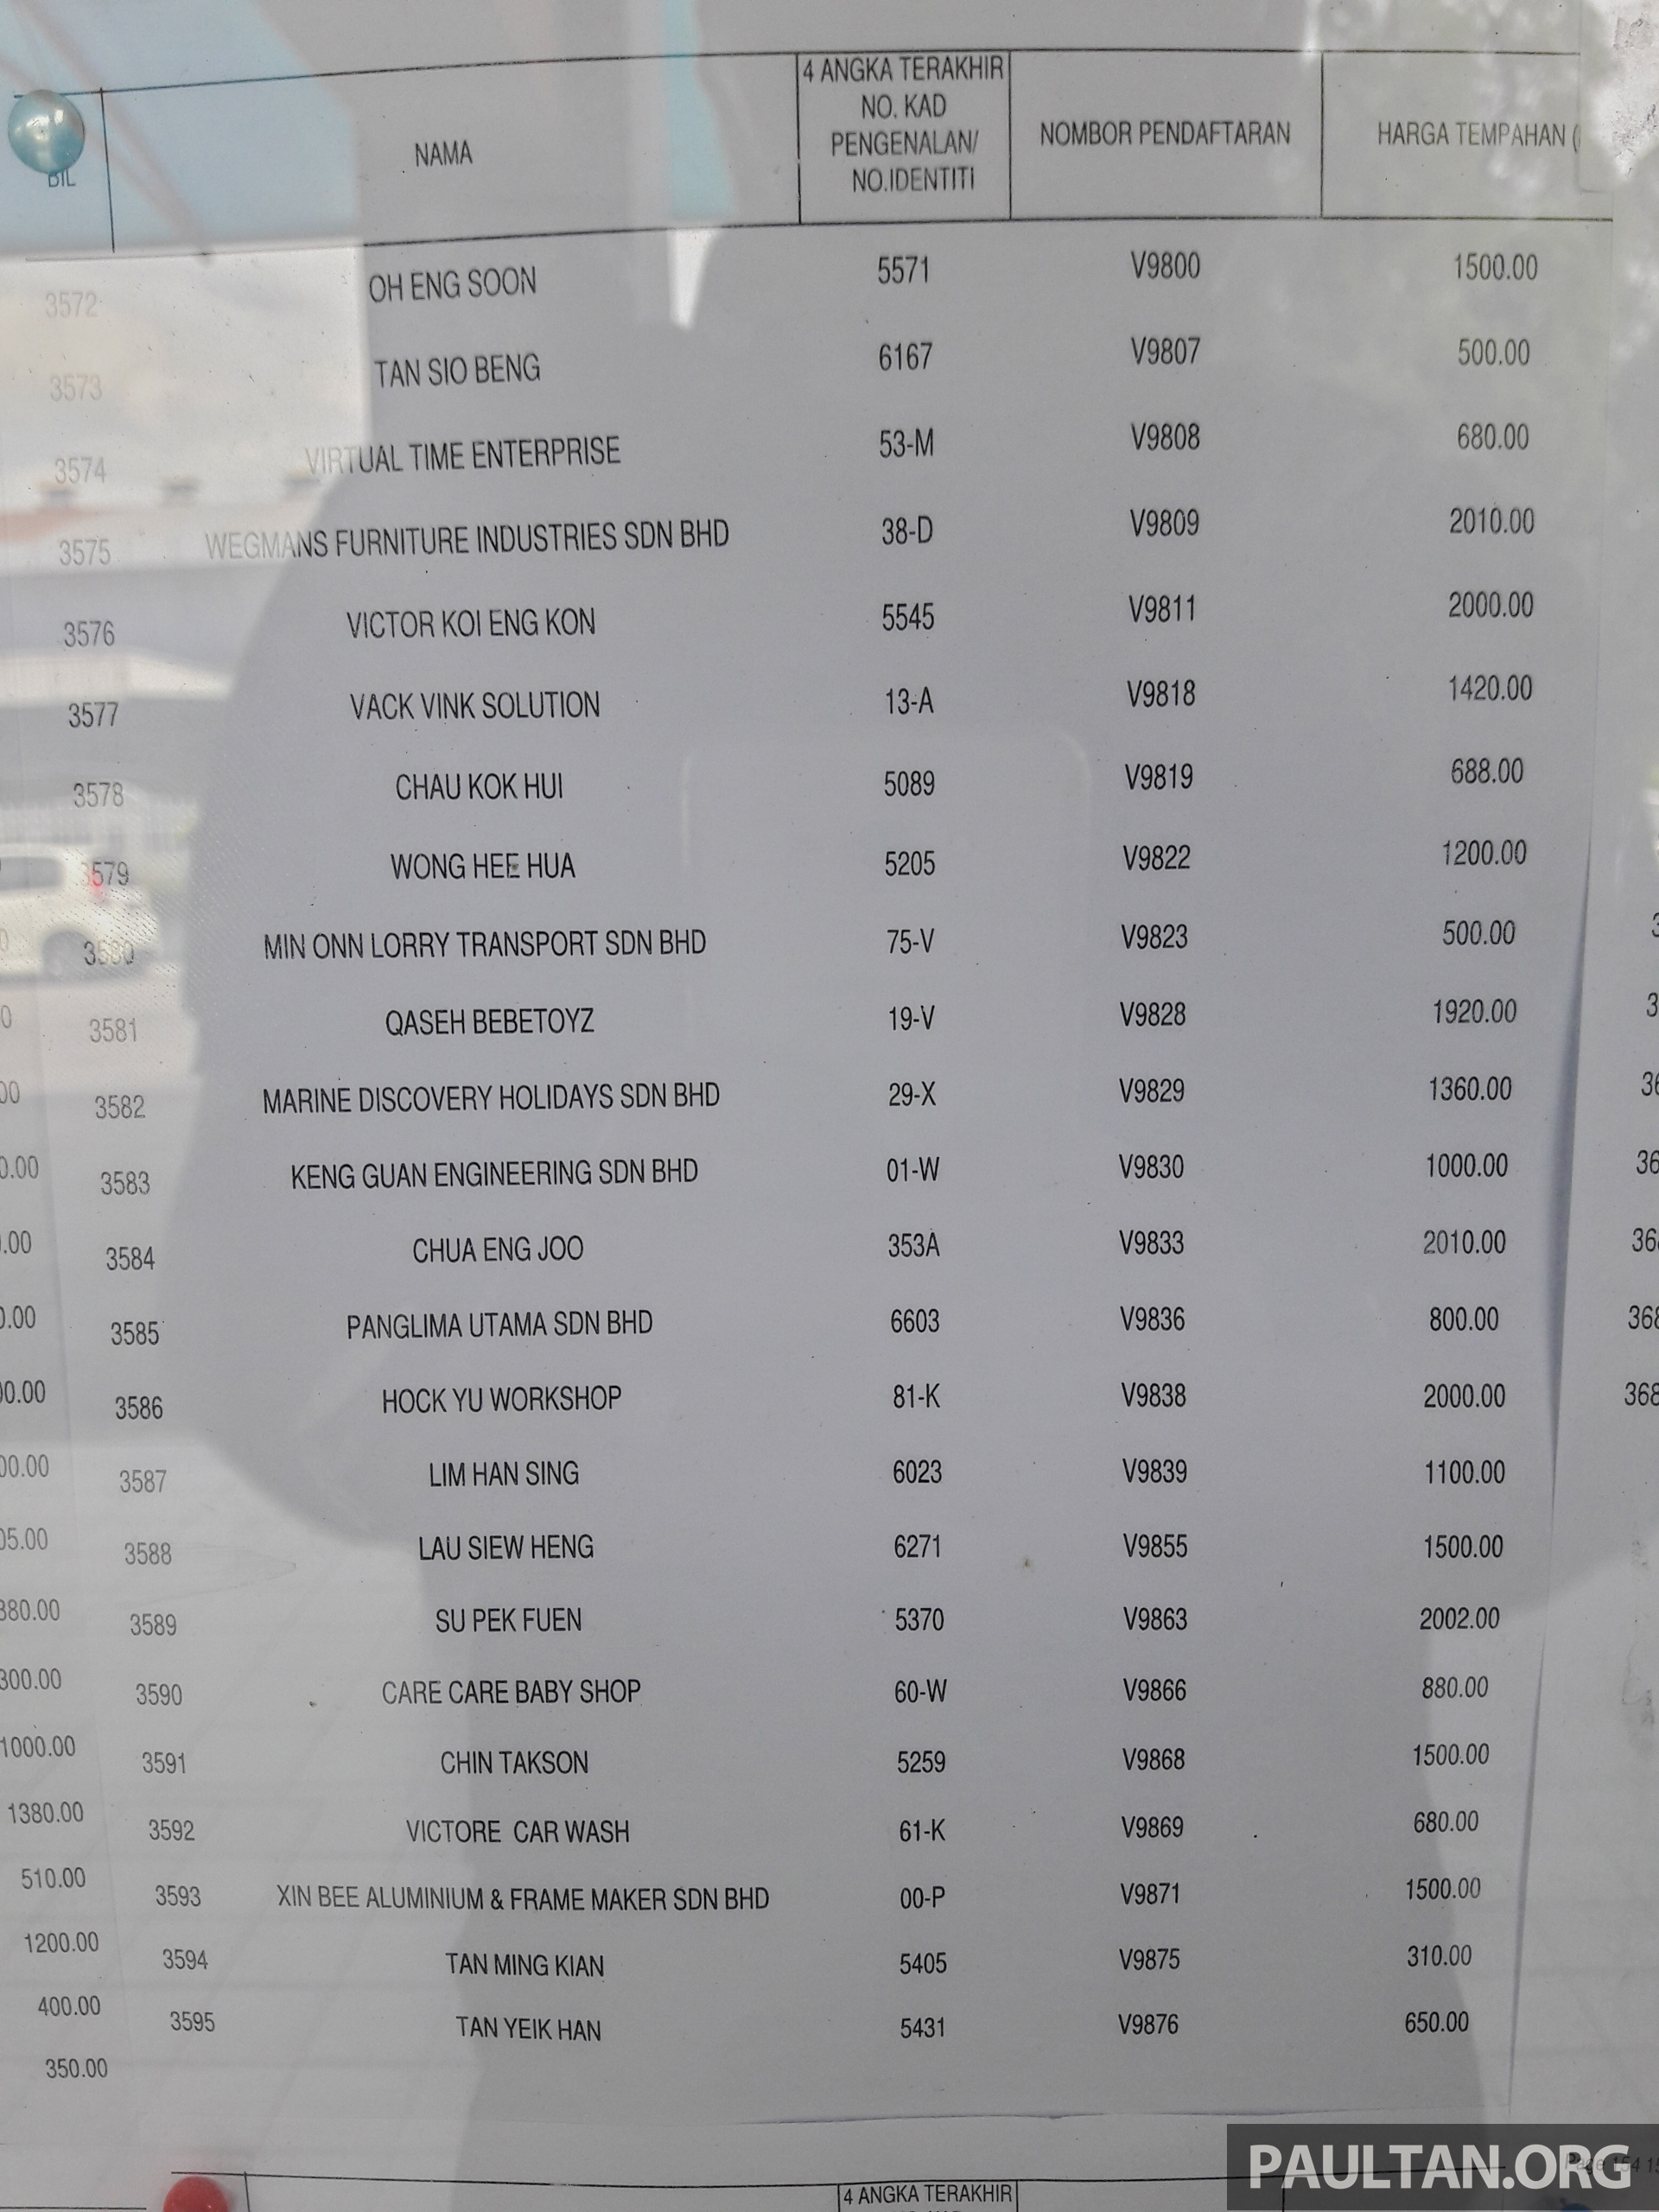 BIL NAMA 4 ANGKA TERAKHIR NO. KAD PENGENALAN/ NO.IDENTITI NOMBOR PENDAFTARAN HARGA TEMPAHAN (
3572 OH ENG SOON 5571 V9800 1500.00
3573 TAN SIO BENG 6167 V9807 500.00
3574 VIRTUAL TIME ENTERPRISE 53-M V9808 680.00
3575 WEGMANS FURNITURE INDUSTRIES SDN BHD 38-D V9809 2010.00
3576 VICTOR KOI ENG KON 5545 V9811 2000.00
3577 VACK VINK SOLUTION 13-A V9818 1420.00
3578 CHAU KOK HUI 5089 V9819 688.00
3579 WONG HEE HUA 5205 V9822 1200.00
3580 MIN ONN LORRY TRANSPORT SDN BHD 75-V V9823 500.00
3581 QASEH BEBETOYZ 19-V V9828 1920.00
3582 MARINE DISCOVERY HOLIDAYS SDN BHD 29-X V9829 1360.00
3583 KENG GUAN ENGINEERING SDN BHD 01-W V9830 1000.00
3584 CHUA ENG JOO 353A V9833 2010.00
3585 PANGLIMA UTAMA SDN BHD 6603 V9836 800.00
3586 HOCK YU WORKSHOP 81-K V9838 2000.00
3587 LIM HAN SING 6023 V9839 1100.00
3588 LAU SIEW HENG 6271 V9855 1500.00
3589 SU PEK FUEN 5370 V9863 2002.00
3590 CARE CARE BABY SHOP 60-W V9866 880.00
1000.00 3591 CHIN TAKSON 5259 V9868 1500.00
1380.00 3592 VICTORE CAR WASH 61-K V9869 680.00
510.00 3593 XIN BEE ALUMINIUM & FRAME MAKER SDN BHD 00-P V9871 1500.00
1200.00 3594 TAN MING KIAN 5405 V9875 310.00
400.00 3595 TAN YEIK HAN 5431 V9876 650.00
350.00
PAULTAN.ORG
4 ANGKA TERAKHIR